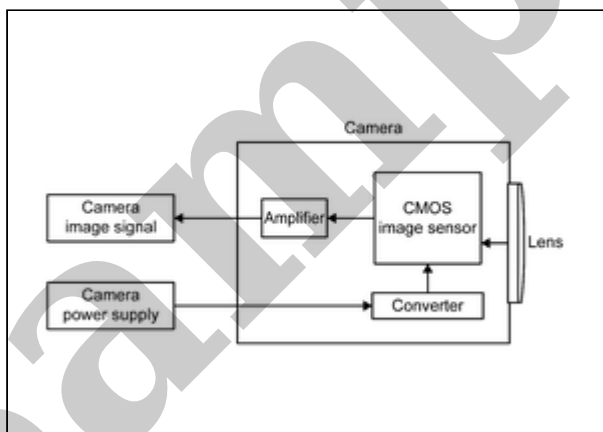 Camera
Camera
image signal
Amplifier
CMOS
image sensor
Lens
Camera
power supply
Converter